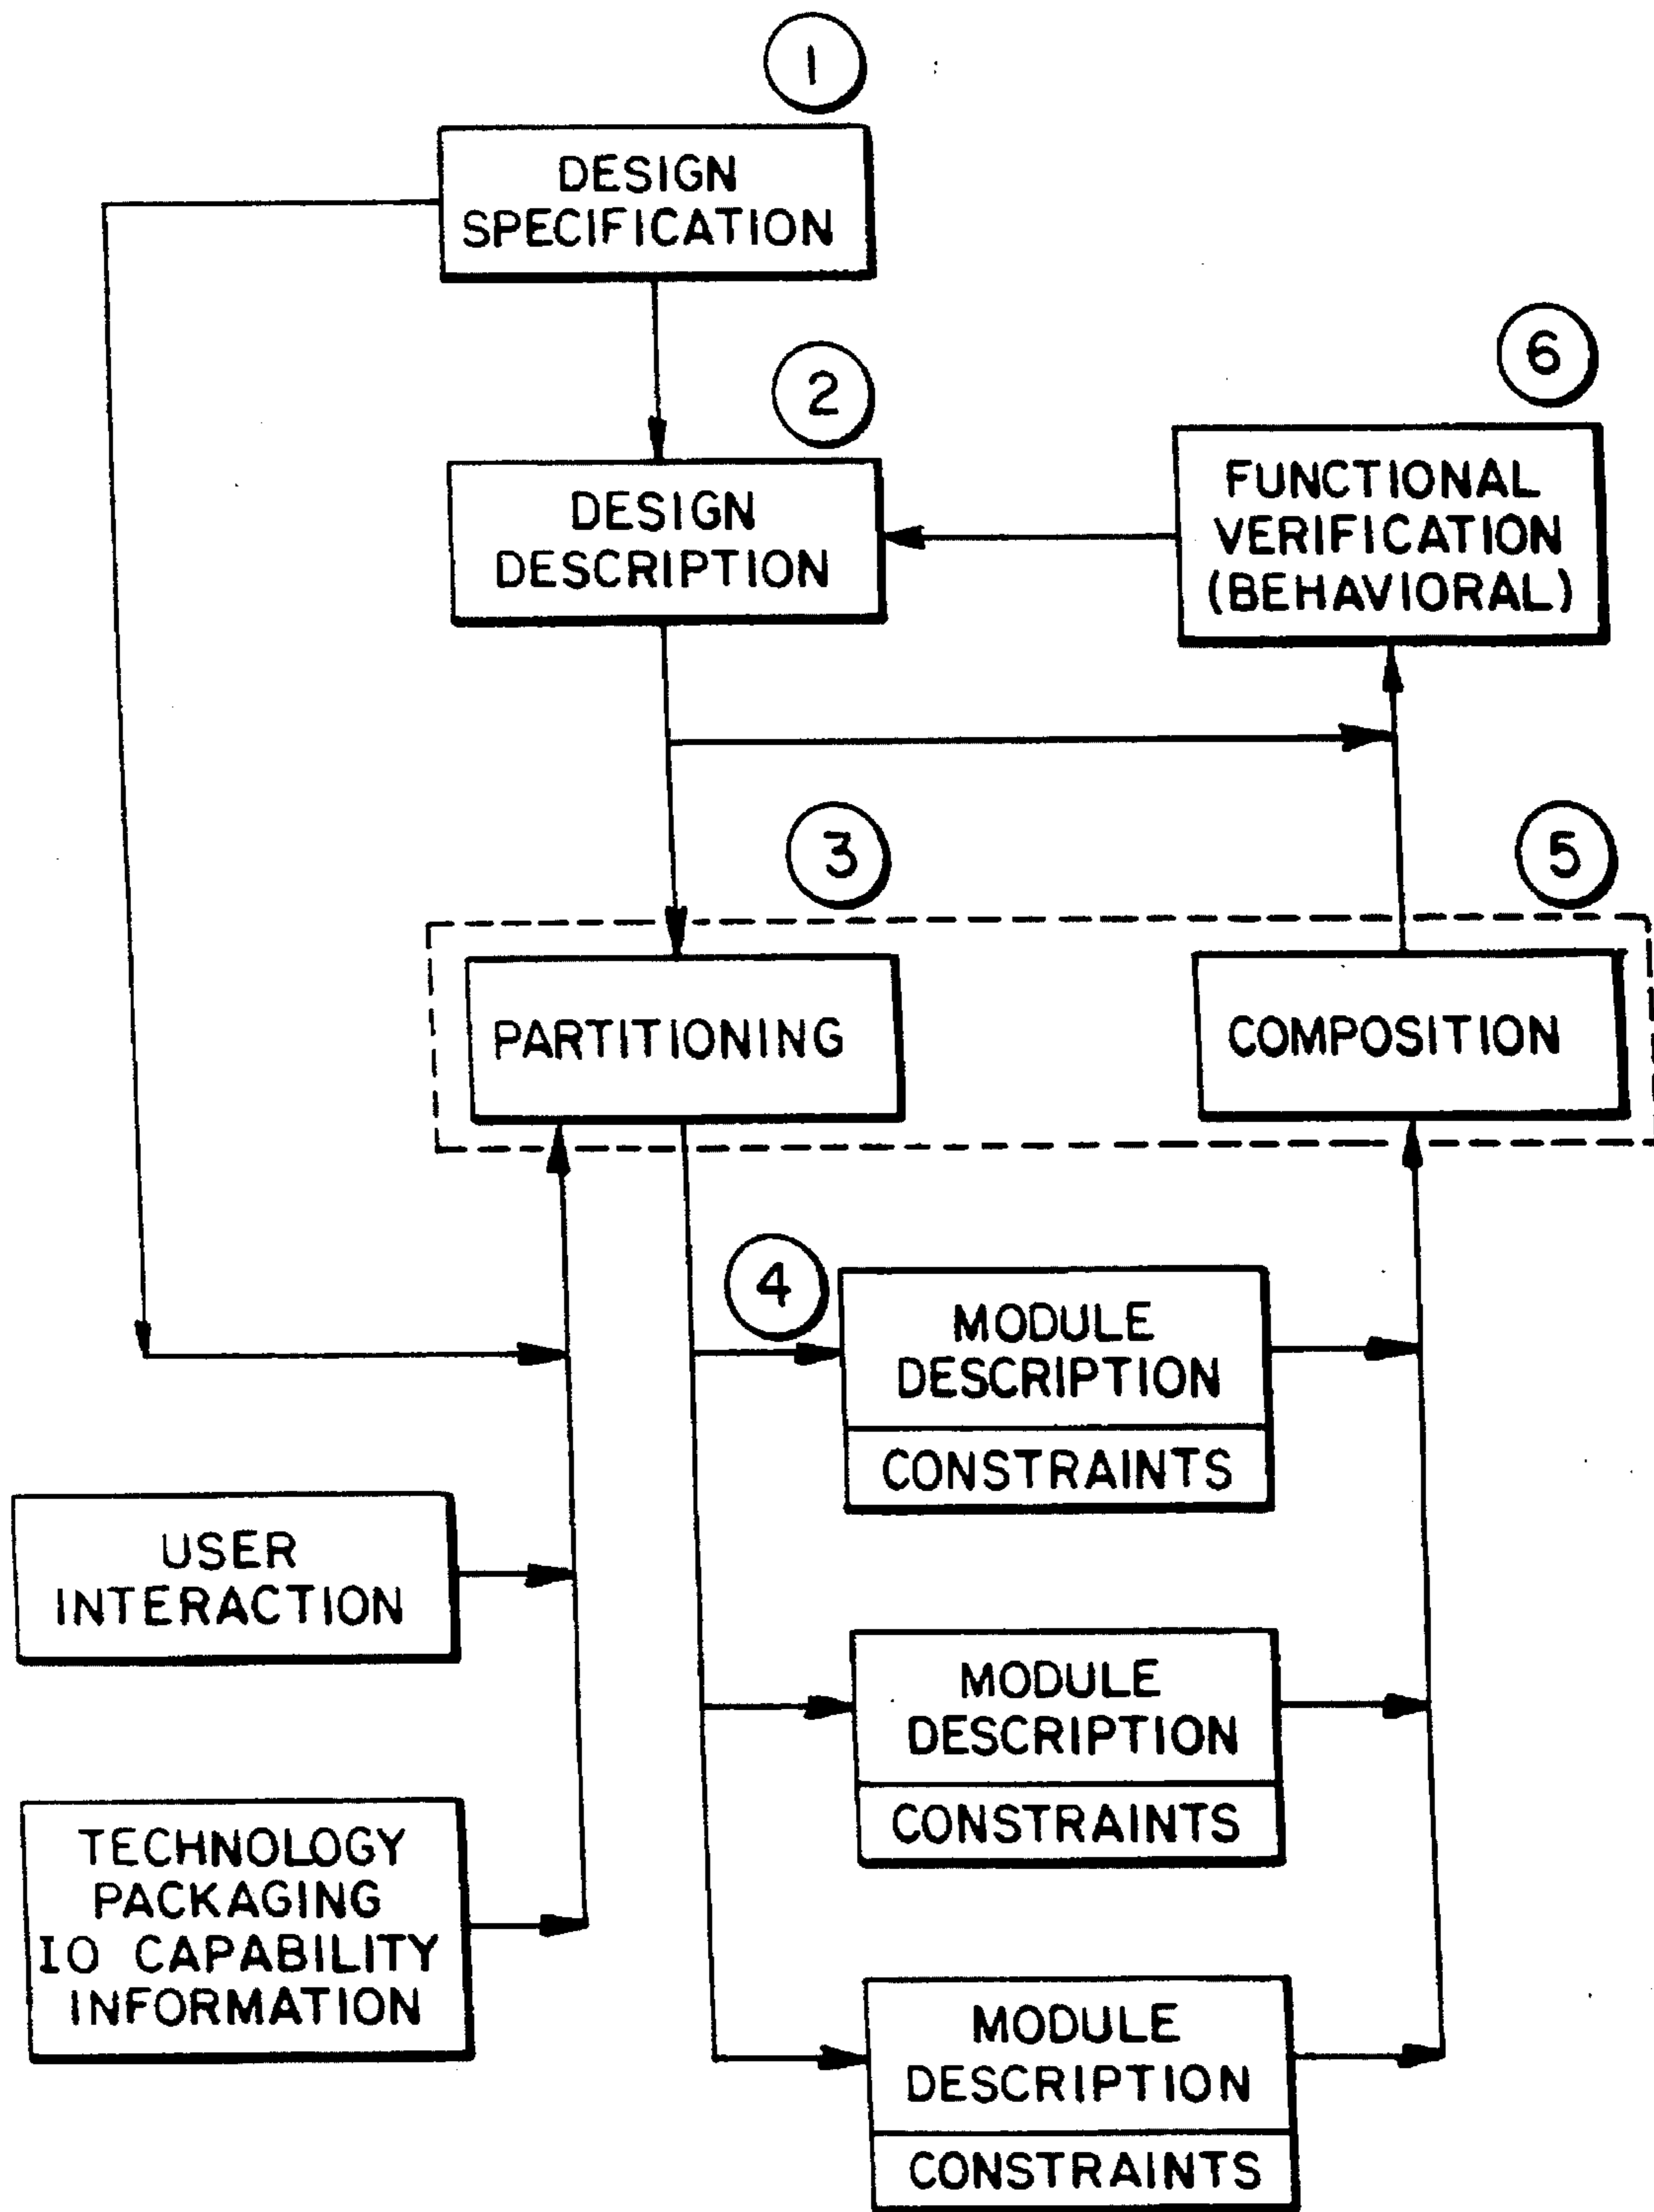 1
DESIGN
SPECIFICATION
2
DESIGN
DESCRIPTION
6
FUNCTIONAL
VERIFICATION
(BEHAVIORAL)
3
PARTITIONING
5
COMPOSITION
4
MODULE
DESCRIPTION
CONSTRAINTS
USER
INTERACTION
MODULE
DESCRIPTION
CONSTRAINTS
TECHNOLOGY
PACKAGING
IO CAPABILITY
INFORMATION
MODULE
DESCRIPTION
CONSTRAINTS